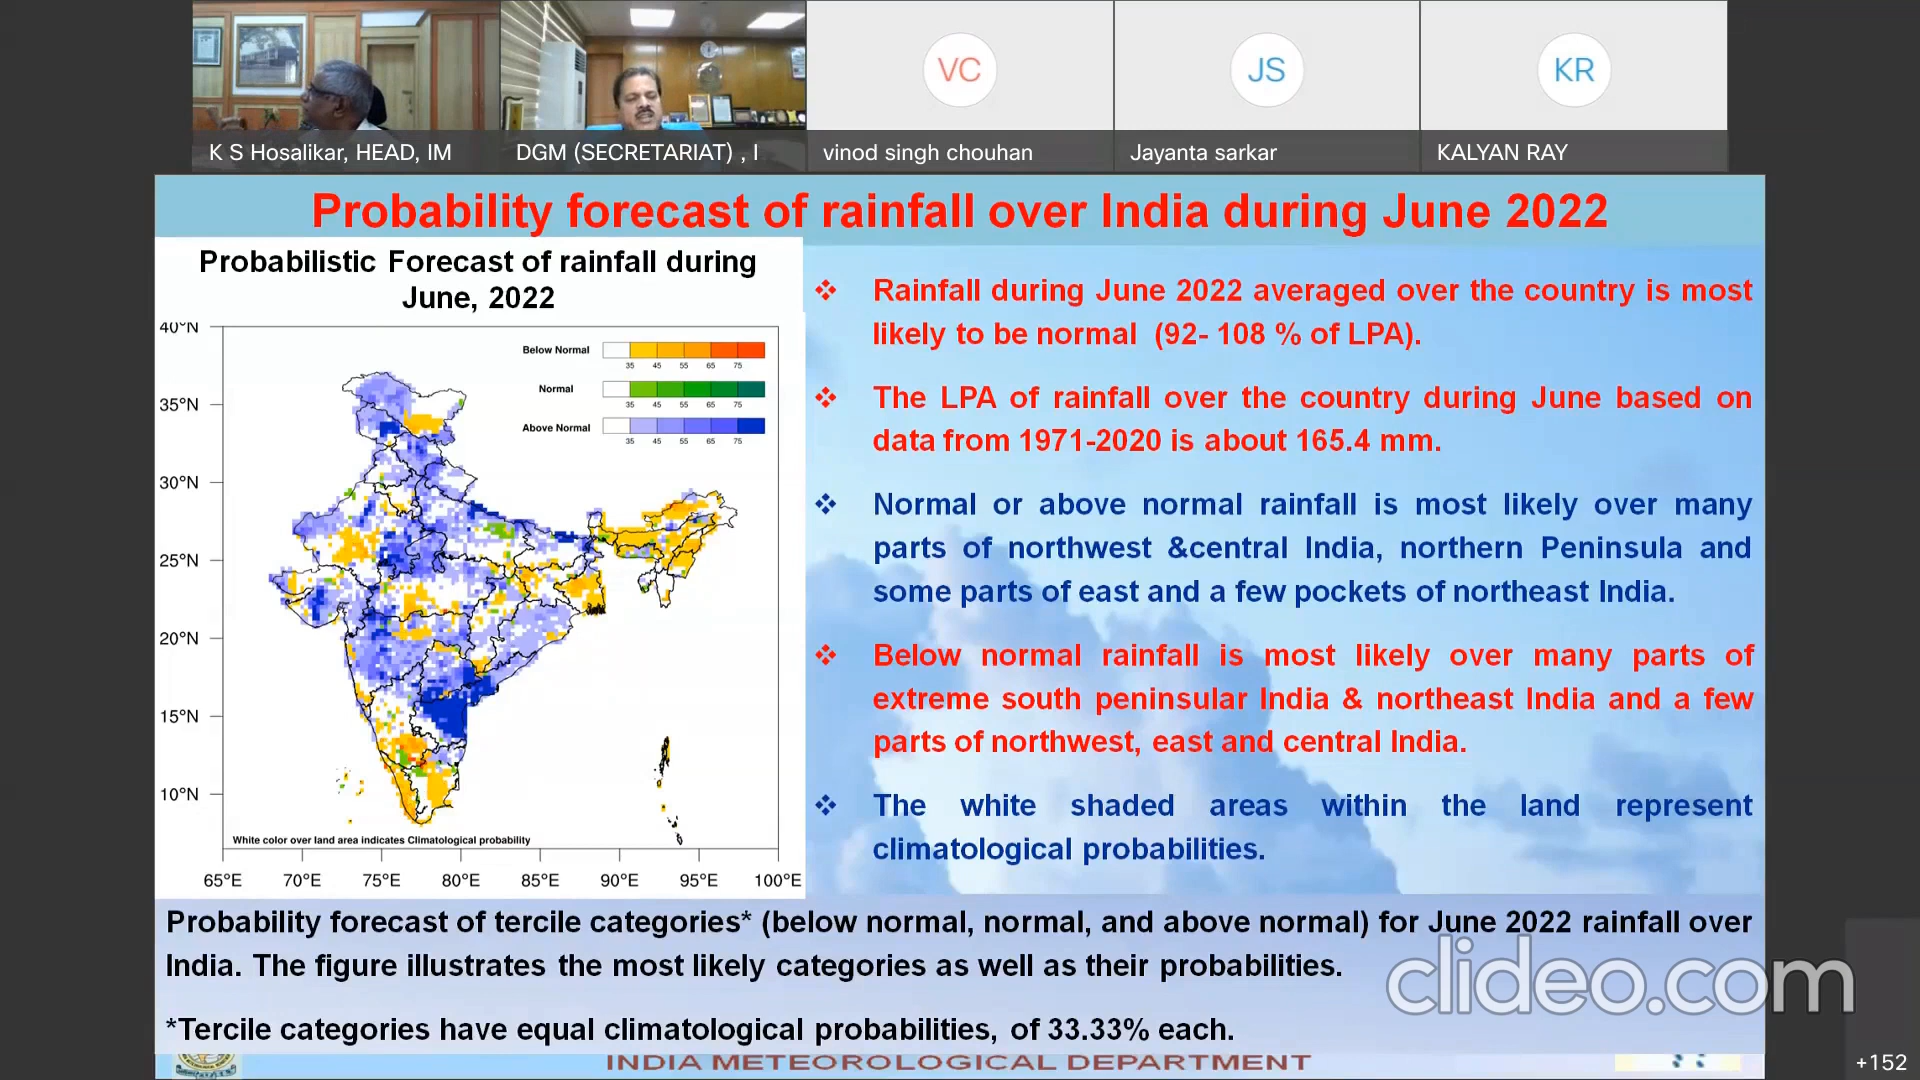 VC
JS
KR
K S Hosalikar, HEAD, IM
DGM (SECRETARIAT) , I
vinod singh chouhan
Jayanta sarkar
KALYAN RAY
Probability forecast of rainfall over India during June 2022
Probabilistic Forecast of rainfall during
June, 2022
40°N
35°N
30°N
25°N
20°N
15°N
10°N
65°E 70°E 75°E 80°E 85°E 90°E 95°E 100°E
Below Normal
35 45 55 65 75
Normal
35 45 55 65 75
Above Normal
35 45 55 65 75
White color over land area indicates Climatological probability
❖ Rainfall during June 2022 averaged over the country is most
likely to be normal (92- 108 % of LPA).
❖ The LPA of rainfall over the country during June based on
data from 1971-2020 is about 165.4 mm.
❖ Normal or above normal rainfall is most likely over many
parts of northwest &central India, northern Peninsula and
some parts of east and a few pockets of northeast India.
❖ Below normal rainfall is most likely over many parts of
extreme south peninsular India & northeast India and a few
parts of northwest, east and central India.
❖ The white shaded areas within the land represent
climatological probabilities.
Probability forecast of tercile categories* (below normal, normal, and above normal) for June 2022 rainfall over
India. The figure illustrates the most likely categories as well as their probabilities.
*Tercile categories have equal climatological probabilities, of 33.33% each.
clideo.com
INDIA METEOROLOGICAL DEPARTMENT
+152